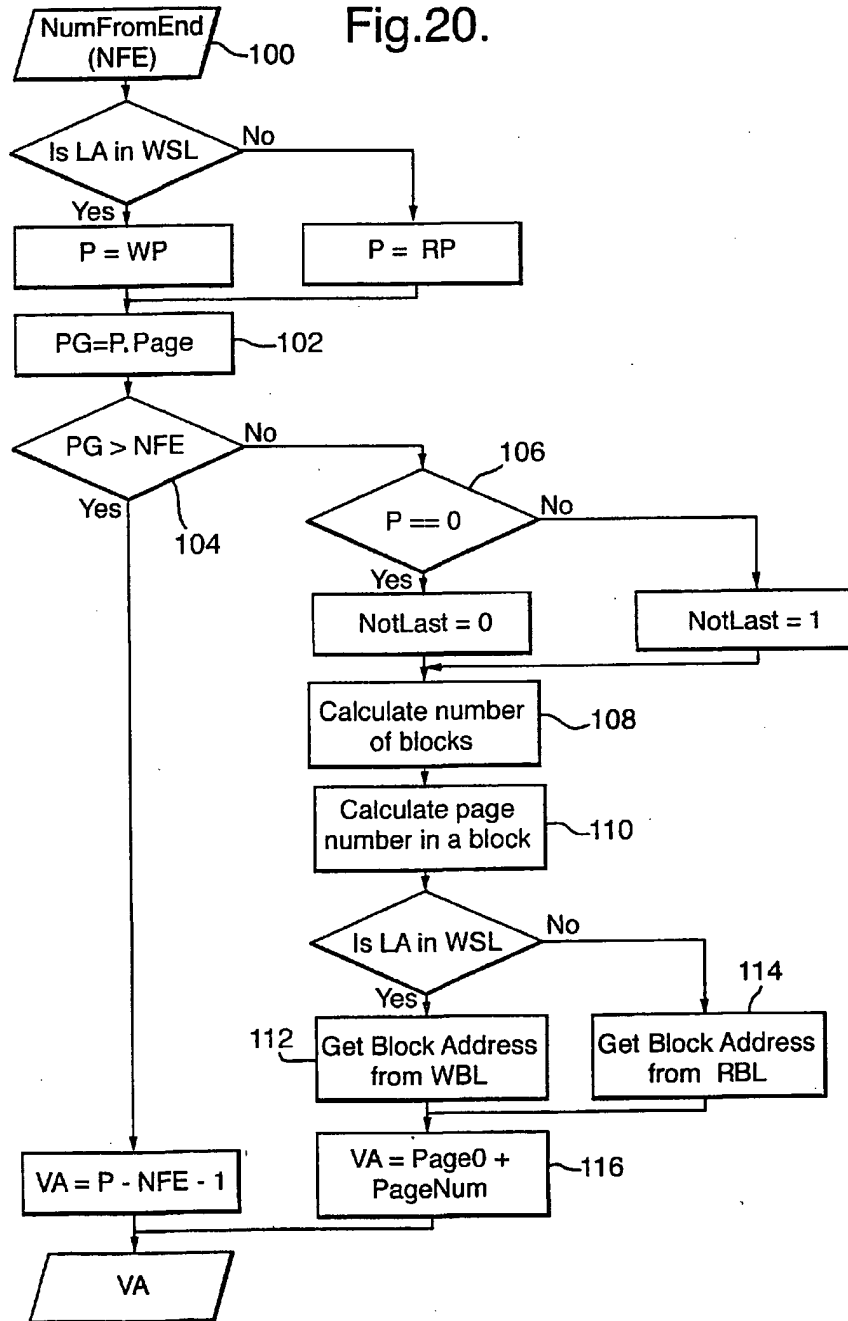 Fig.20.
NumFromEnd
(NFE)
100
Is LA in WSL
No
Yes
P = WP
P = RP
PG=P.Page
102
PG > NFE
No
Yes
104
106
P == 0
No
Yes
NotLast = 0
NotLast = 1
Calculate number
of blocks
108
Calculate page
number in a block
110
Is LA in WSL
No
Yes
114
112
Get Block Address
from WBL
Get Block Address
from RBL
VA = P - NFE - 1
VA = Page0 +
PageNum
116
VA